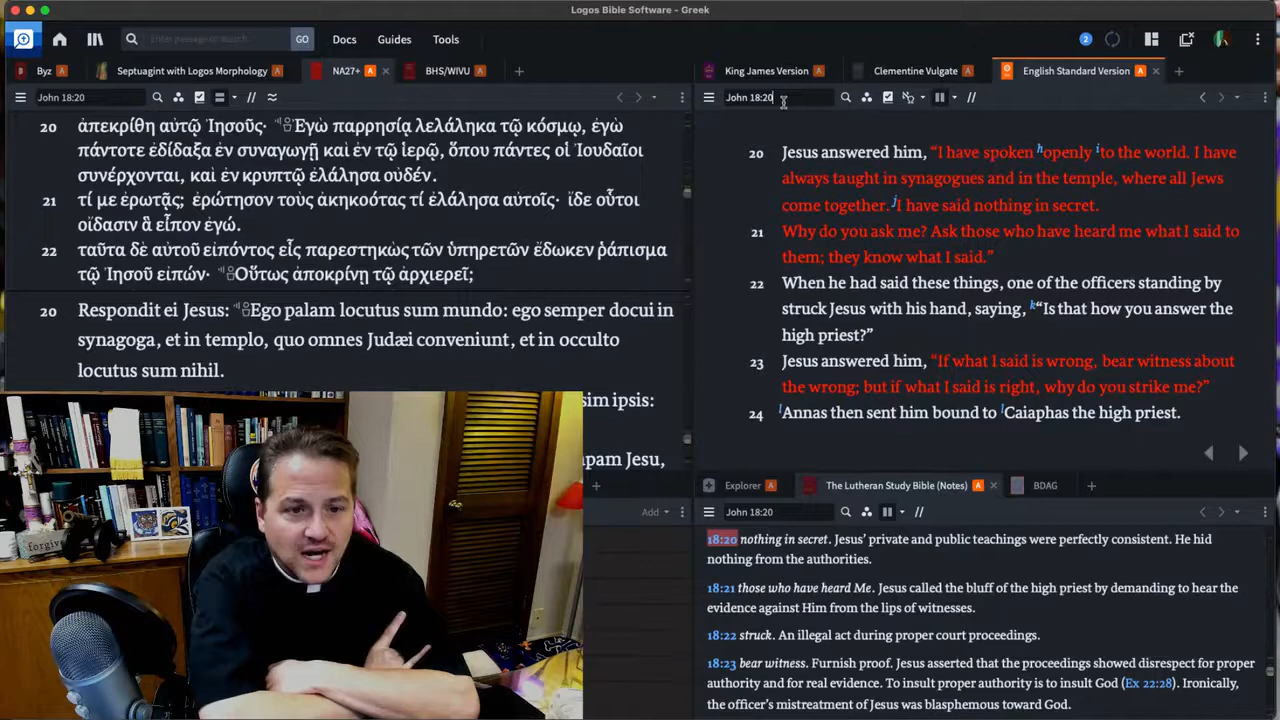 Logos Bible Software - Greek
Enter passage or search...
GO
Docs
Guides
Tools
2
Byz A
Septuagint with Logos Morphology A
NA27+ A
BHS/WIVU A
John 18:20
20 ἀπεκρίθη αὐτῷ Ἰησοῦς· Ἐγὼ παρρησίᾳ λελάληκα τῷ κόσμῳ, ἐγὼ
πάντοτε ἐδίδαξα ἐν συναγωγῇ καὶ ἐν τῷ ἱερῷ, ὅπου πάντες οἱ Ἰουδαῖοι
συνέρχονται, καὶ ἐν κρυπτῷ ἐλάλησα οὐδέν.
21 τί με ἐρωτᾷς; ἐρώτησον τοὺς ἀκηκοότας τί ἐλάλησα αὐτοῖς· ἴδε οὗτοι
οἴδασιν ἃ εἶπον ἐγώ.
22 ταῦτα δὲ αὐτοῦ εἰπόντος εἷς παρεστηκὼς τῶν ὑπηρετῶν ἔδωκεν ῥάπισμα
τῷ Ἰησοῦ εἰπών· Οὕτως ἀποκρίνῃ τῷ ἀρχιερεῖ;
20 Respondit ei Jesus: Ego palam locutus sum mundo: ego semper docui in
synagoga, et in templo, quo omnes Judæi conveniunt, et in occulto
locutus sum nihil.
sim ipsis:
pam Jesu,
Add
King James Version A
Clementine Vulgate A
English Standard Version A
John 18:20
20 Jesus answered him, “I have spoken hopenly ito the world. I have
always taught in synagogues and in the temple, where all Jews
come together. jI have said nothing in secret.
21 Why do you ask me? Ask those who have heard me what I said to
them; they know what I said.”
22 When he had said these things, one of the officers standing by
struck Jesus with his hand, saying, k“Is that how you answer the
high priest?”
23 Jesus answered him, “If what I said is wrong, bear witness about
the wrong; but if what I said is right, why do you strike me?”
24 lAnnas then sent him bound to lCaiaphas the high priest.
Explorer A
The Lutheran Study Bible (Notes) A
BDAG
John 18:20
18:20 nothing in secret. Jesus’ private and public teachings were perfectly consistent. He hid
nothing from the authorities.
18:21 those who have heard Me. Jesus called the bluff of the high priest by demanding to hear the
evidence against Him from the lips of witnesses.
18:22 struck. An illegal act during proper court proceedings.
18:23 bear witness. Furnish proof. Jesus asserted that the proceedings showed disrespect for proper
authority and for real evidence. To insult proper authority is to insult God (Ex 22:28). Ironically,
the officer’s mistreatment of Jesus was blasphemous toward God.
forgive